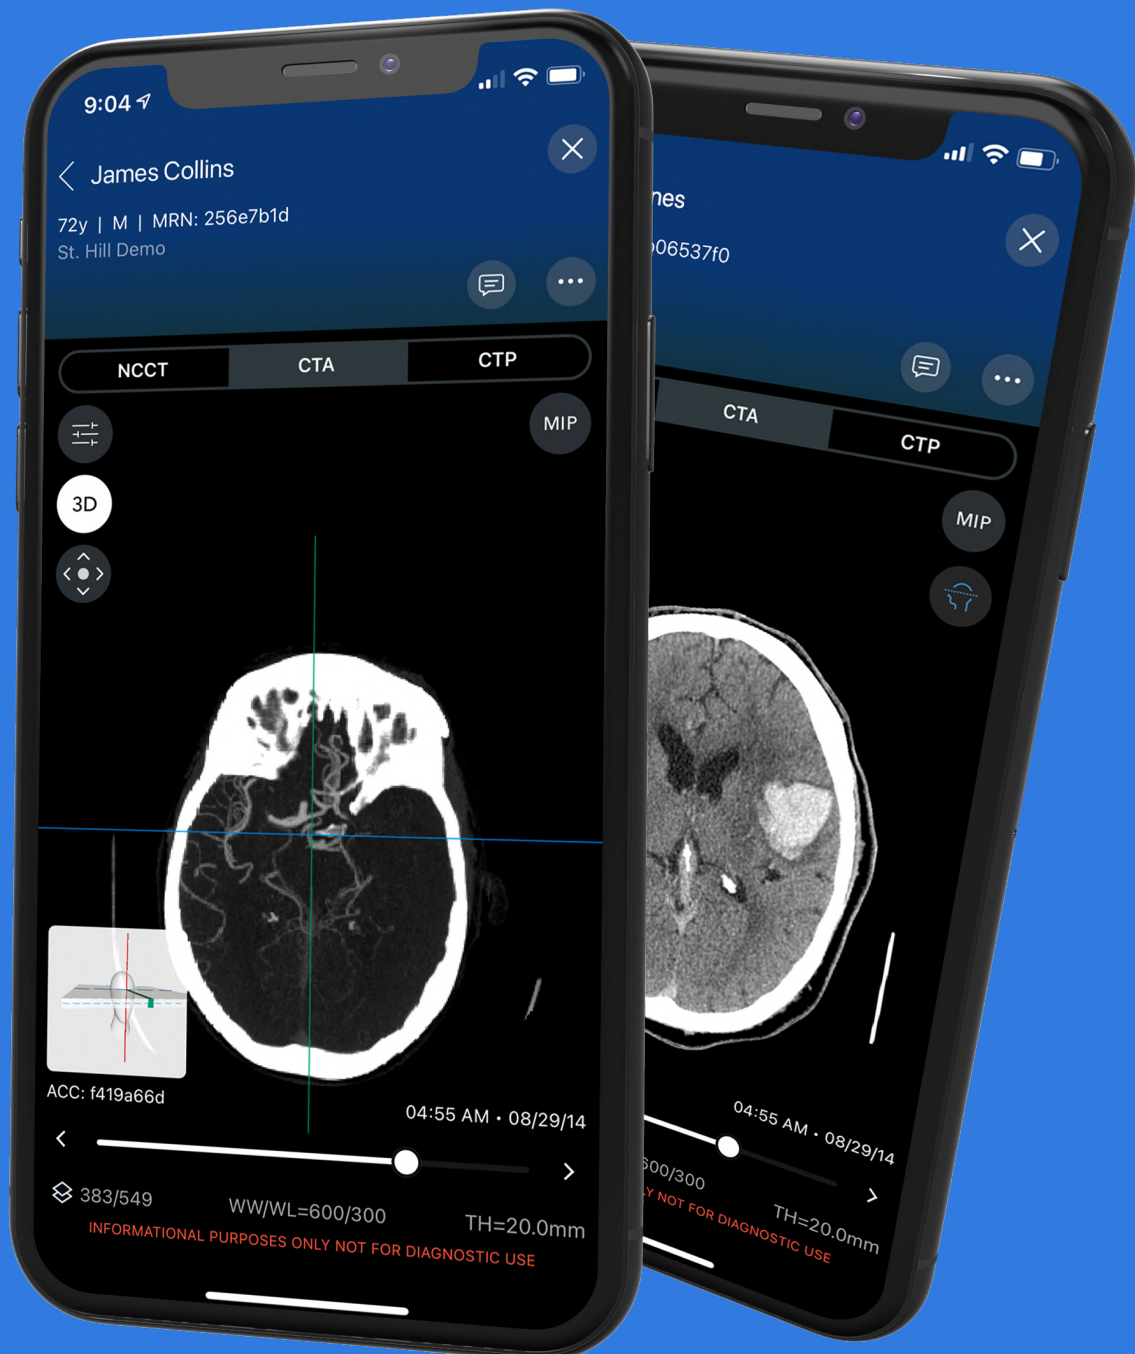 9:04
James Collins
72y | M | MRN: 256e7b1d
St. Hill Demo
NCCT CTA CTP
MIP
3D
ACC: f419a66d
04:55 AM • 08/29/14
383/549 WW/WL=600/300 TH=20.0mm
INFORMATIONAL PURPOSES ONLY NOT FOR DIAGNOSTIC USE
nes
06537f0
CTA CTP
MIP
04:55 AM • 08/29/14
600/300 TH=20.0mm
LY NOT FOR DIAGNOSTIC USE